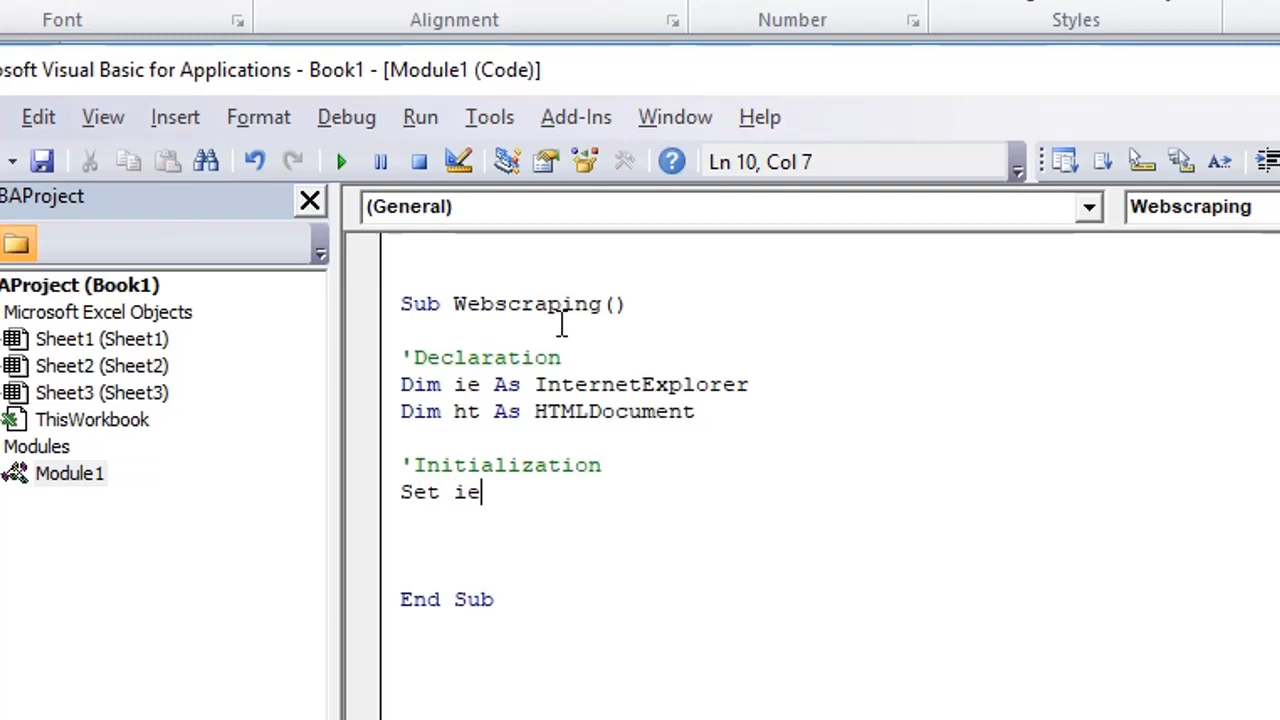 Font Alignment Number Styles
osoft Visual Basic for Applications - Book1 - [Module1 (Code)]
Edit View Insert Format Debug Run Tools Add-Ins Window Help
Ln 10, Col 7
BAProject
(General) Webscraping
AProject (Book1)
Microsoft Excel Objects
Sheet1 (Sheet1)
Sheet2 (Sheet2)
Sheet3 (Sheet3)
ThisWorkbook
Modules
Module1
Sub Webscraping()
'Declaration
Dim ie As InternetExplorer
Dim ht As HTMLDocument
'Initialization
Set ie
End Sub